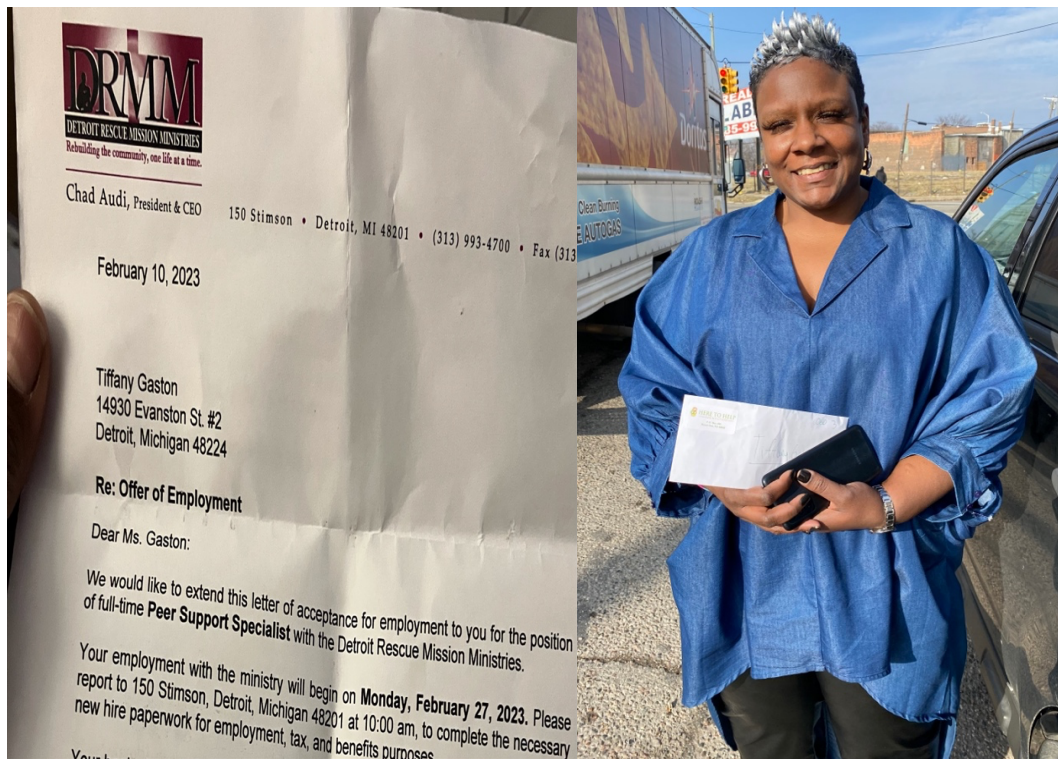 DRMM
DETROIT RESCUE MISSION MINISTRIES
Rebuilding the community, one life at a time.
Chad Audi, President & CEO
150 Stimson • Detroit, MI 48201 • (313) 993-4700 • Fax (313
February 10, 2023
Tiffany Gaston
14930 Evanston St. #2
Detroit, Michigan 48224
Re: Offer of Employment
Dear Ms. Gaston:
We would like to extend this letter of acceptance for employment to you for the position
of full-time Peer Support Specialist with the Detroit Rescue Mission Ministries.
Your employment with the ministry will begin on Monday, February 27, 2023. Please
report to 150 Stimson, Detroit, Michigan 48201 at 10:00 am, to complete the necessary
new hire paperwork for employment, tax, and benefits purposes.
Doritos
Clean Burning
AUTOGAS
LAB